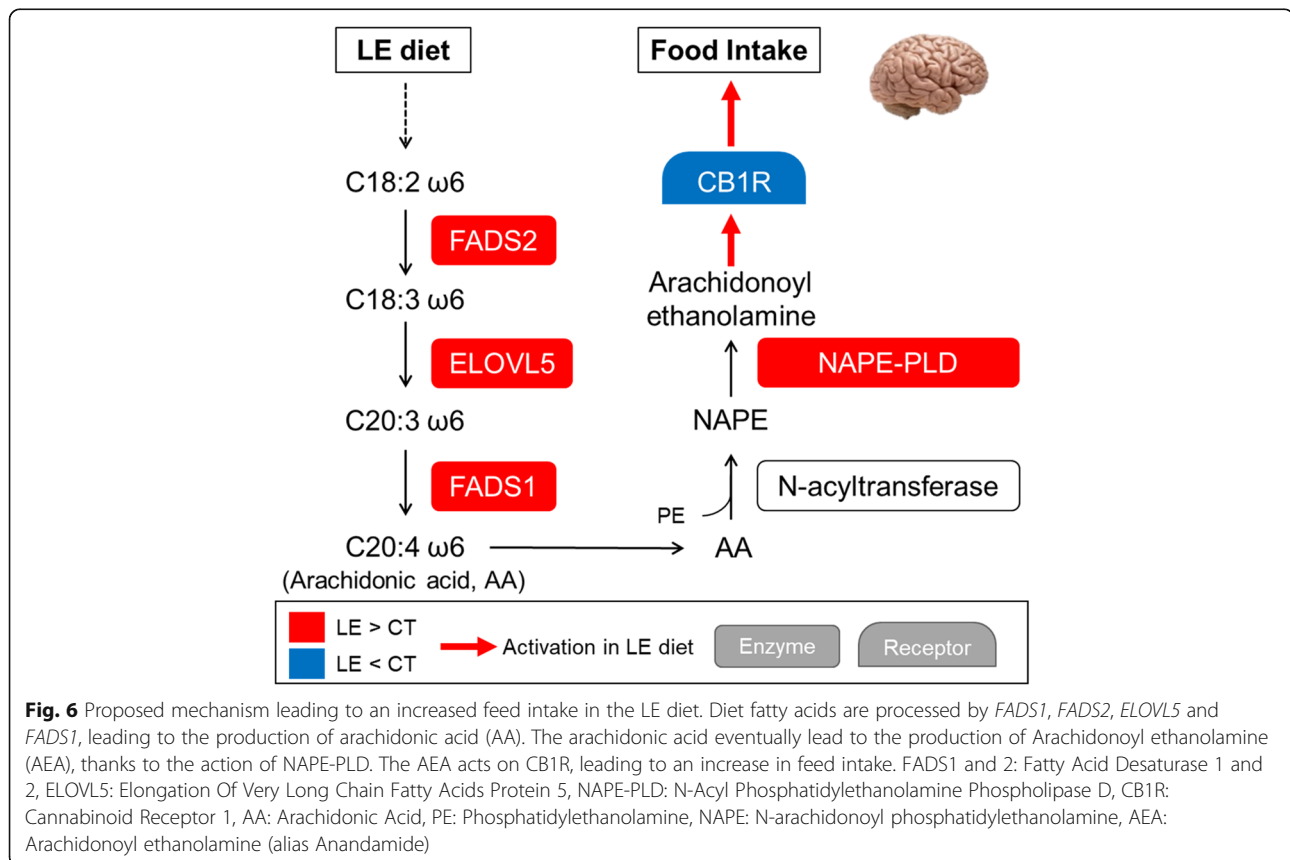 LE diet
Food Intake
C18:2 ω6
CB1R
FADS2
C18:3 ω6
Arachidonoyl
ethanolamine
ELOVL5
NAPE-PLD
C20:3 ω6
NAPE
FADS1
N-acyltransferase
PE
C20:4 ω6
AA
(Arachidonic acid, AA)
LE > CT
LE < CT
Activation in LE diet
Enzyme
Receptor
Fig. 6 Proposed mechanism leading to an increased feed intake in the LE diet. Diet fatty acids are processed by FADS1, FADS2, ELOVL5 and
FADS1, leading to the production of arachidonic acid (AA). The arachidonic acid eventually lead to the production of Arachidonoyl ethanolamine
(AEA), thanks to the action of NAPE-PLD. The AEA acts on CB1R, leading to an increase in feed intake. FADS1 and 2: Fatty Acid Desaturase 1 and
2, ELOVL5: Elongation Of Very Long Chain Fatty Acids Protein 5, NAPE-PLD: N-Acyl Phosphatidylethanolamine Phospholipase D, CB1R:
Cannabinoid Receptor 1, AA: Arachidonic Acid, PE: Phosphatidylethanolamine, NAPE: N-arachidonoyl phosphatidylethanolamine, AEA:
Arachidonoyl ethanolamine (alias Anandamide)